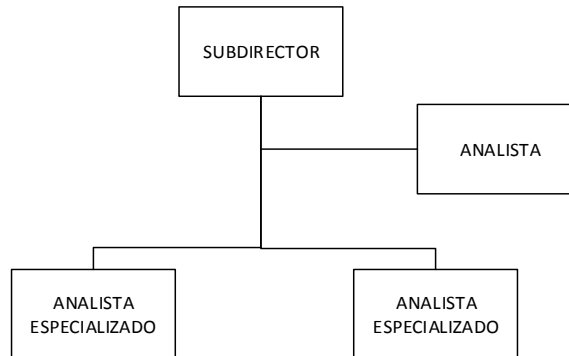 SUBDIRECTOR
ANALISTA
ANALISTA
ESPECIALIZADO
ANALISTA
ESPECIALIZADO